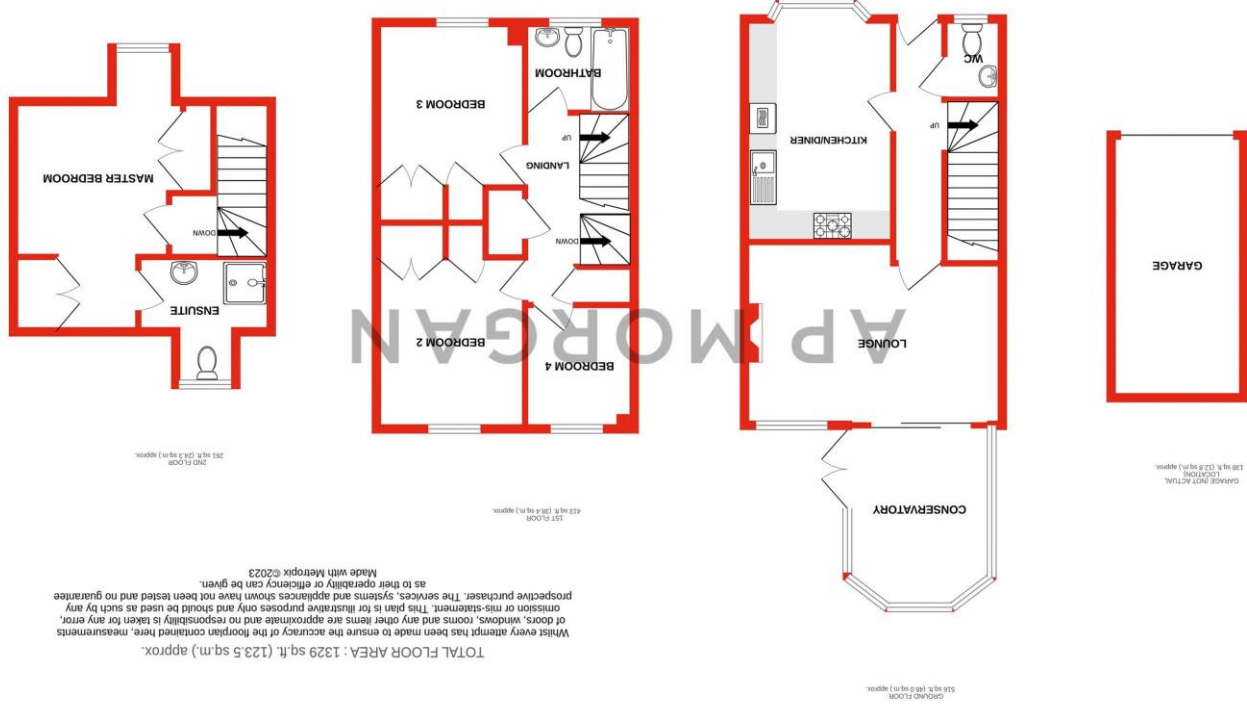 GROUND FLOOR
516 sq.ft. (48.0 sq.m.) approx.
TOTAL FLOOR AREA : 1329 sq.ft. (123.5 sq.m.) approx.
Whilst every attempt has been made to ensure the accuracy of the floorplan contained here, measurements
of doors, windows, rooms and any other items are approximate and no responsibility is taken for any error,
omission or mis-statement. This plan is for illustrative purposes only and should be used as such by any
prospective purchaser. The services, systems and appliances shown have not been tested and no guarantee
as to their operability or efficiency can be given.
Made with Metropix ©2023
GARAGE (NOT ACTUAL
LOCATION)
138 sq.ft. (12.8 sq.m.) approx.
GARAGE
CONSERVATORY
LOUNGE
KITCHEN/DINER
UP
WC
1ST FLOOR
413 sq.ft. (38.4 sq.m.) approx.
BEDROOM 4
BEDROOM 2
DOWN
LANDING
UP
BEDROOM 3
BATHROOM
2ND FLOOR
261 sq.ft. (24.3 sq.m.) approx.
ENSUITE
DOWN
MASTER BEDROOM
AP MORGAN